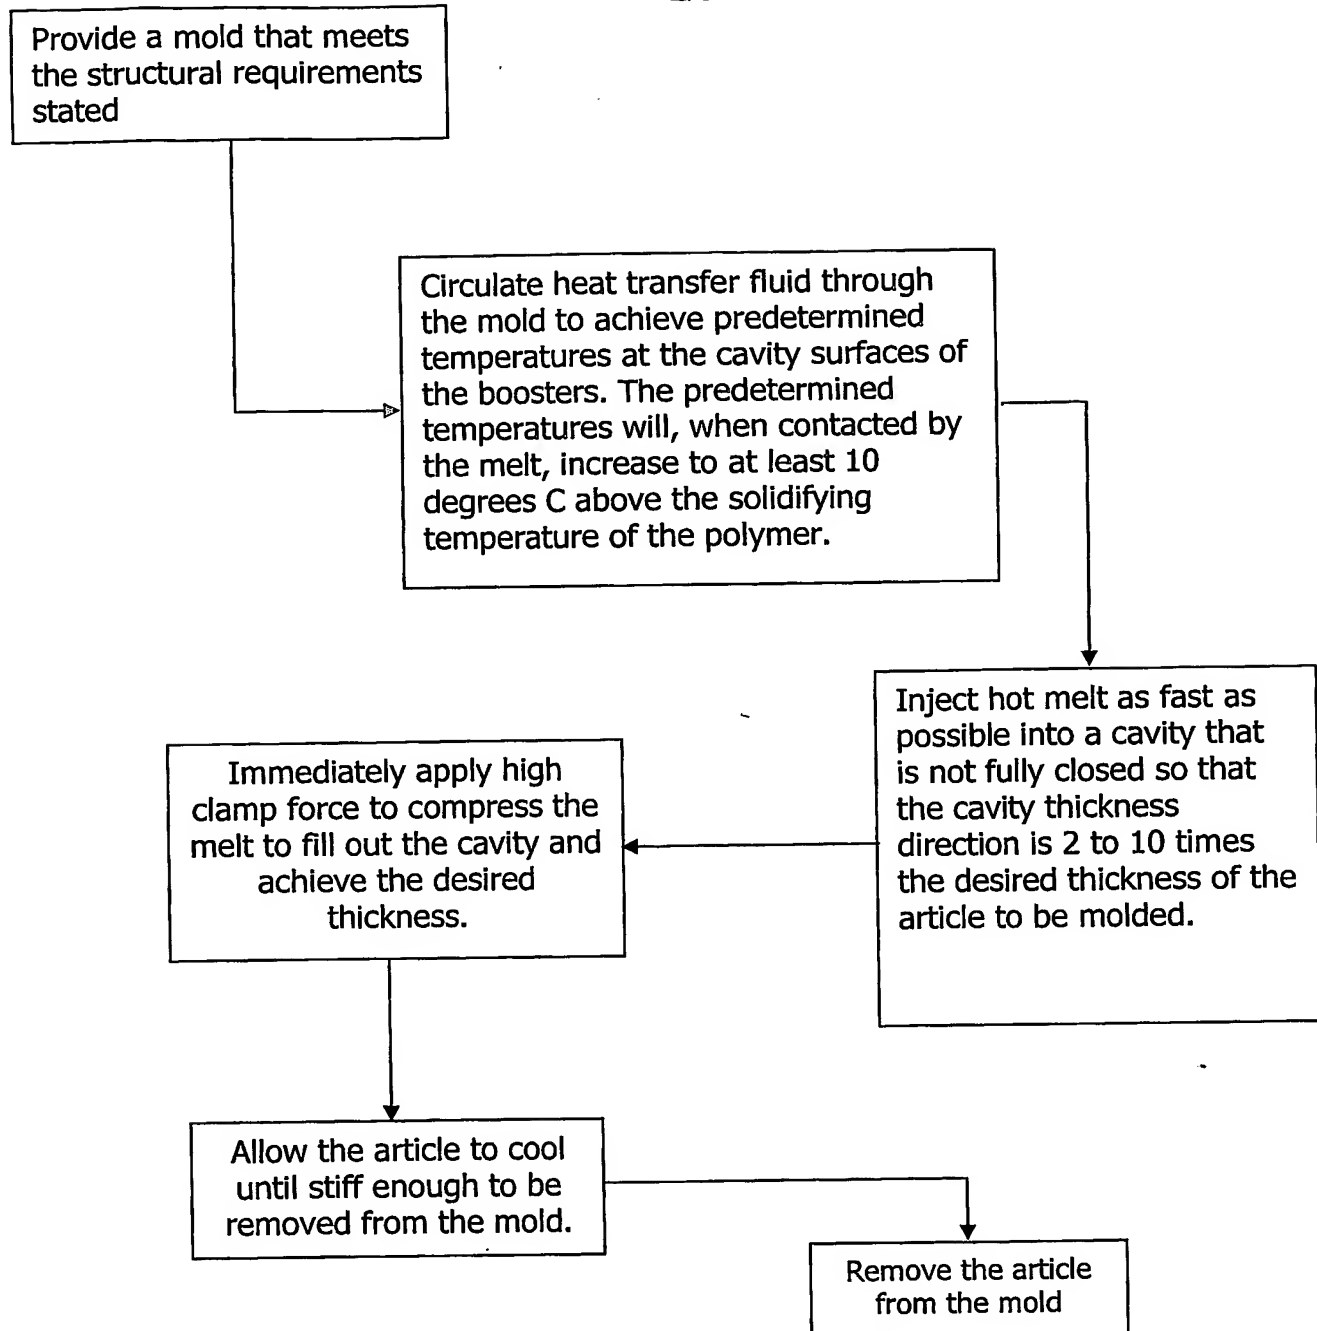 Provide a mold that meets
the structural requirements
stated
Circulate heat transfer fluid through
the mold to achieve predetermined
temperatures at the cavity surfaces of
the boosters. The predetermined
temperatures will, when contacted by
the melt, increase to at least 10
degrees C above the solidifying
temperature of the polymer.
Inject hot melt as fast as
possible into a cavity that
is not fully closed so that
the cavity thickness
direction is 2 to 10 times
the desired thickness of the
article to be molded.
Immediately apply high
clamp force to compress the
melt to fill out the cavity and
achieve the desired
thickness.
Allow the article to cool
until stiff enough to be
removed from the mold.
Remove the article
from the mold